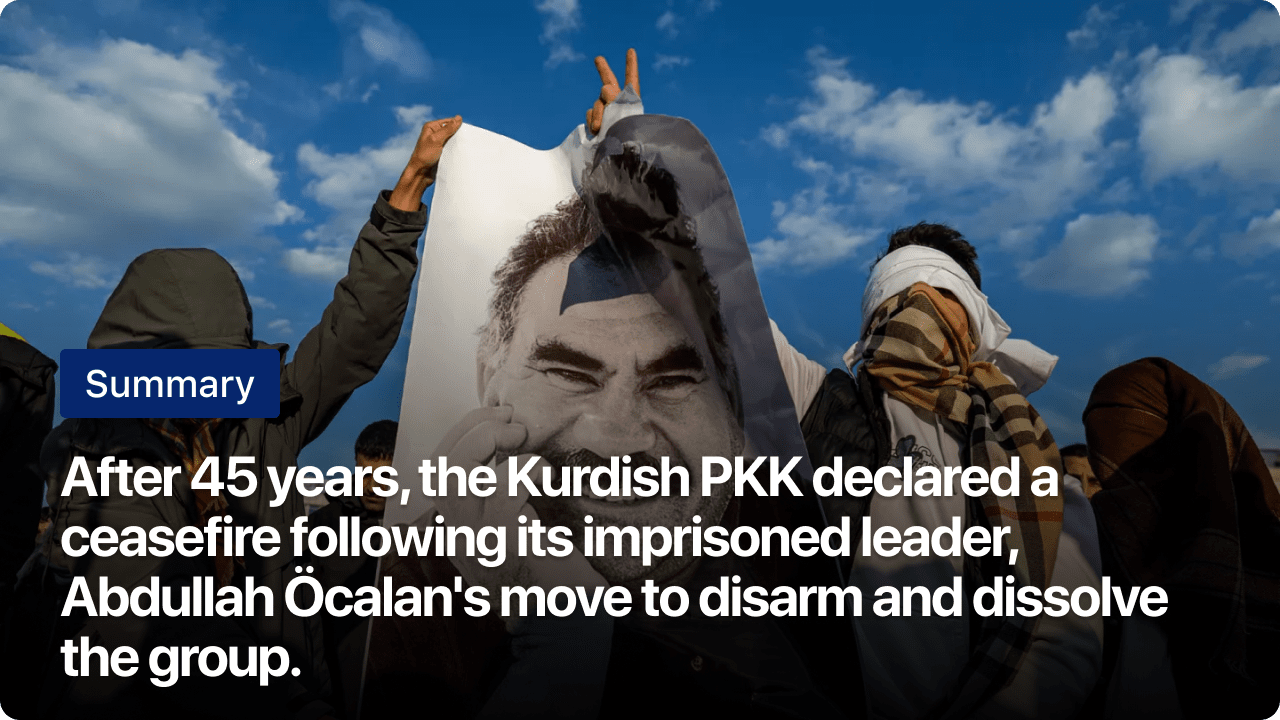 Summary
After 45 years, the Kurdish PKK declared a
ceasefire following its imprisoned leader,
Abdullah Öcalan's move to disarm and dissolve
the group.